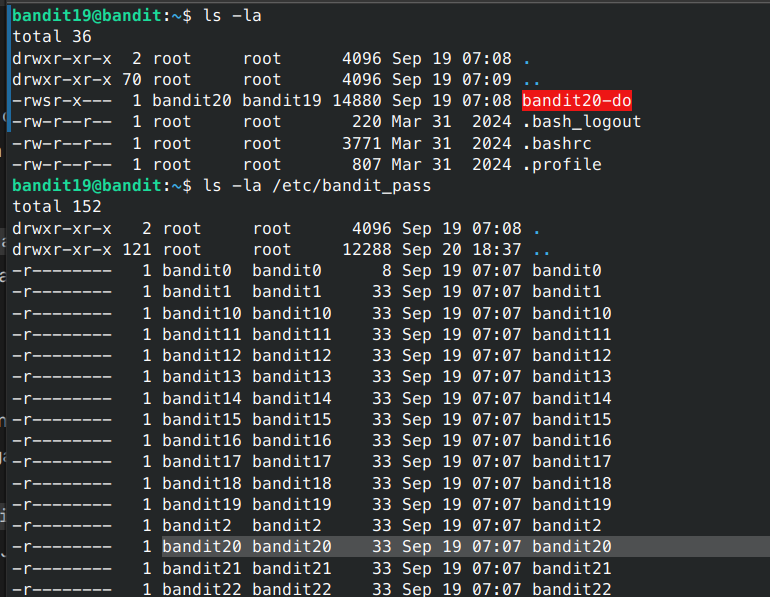 bandit19@bandit:~$ ls -la
total 36
drwxr-xr-x  2 root     root      4096 Sep 19 07:08 .
drwxr-xr-x 70 root     root      4096 Sep 19 07:09 ..
-rwsr-x---  1 bandit20 bandit19 14880 Sep 19 07:08 bandit20-do
-rw-r--r--  1 root     root       220 Mar 31  2024 .bash_logout
-rw-r--r--  1 root     root      3771 Mar 31  2024 .bashrc
-rw-r--r--  1 root     root       807 Mar 31  2024 .profile
bandit19@bandit:~$ ls -la /etc/bandit_pass
total 152
drwxr-xr-x   2 root     root      4096 Sep 19 07:08 .
drwxr-xr-x 121 root     root     12288 Sep 20 18:37 ..
-r--------   1 bandit0  bandit0      8 Sep 19 07:07 bandit0
-r--------   1 bandit1  bandit1     33 Sep 19 07:07 bandit1
-r--------   1 bandit10 bandit10    33 Sep 19 07:07 bandit10
-r--------   1 bandit11 bandit11    33 Sep 19 07:07 bandit11
-r--------   1 bandit12 bandit12    33 Sep 19 07:07 bandit12
-r--------   1 bandit13 bandit13    33 Sep 19 07:07 bandit13
-r--------   1 bandit14 bandit14    33 Sep 19 07:07 bandit14
-r--------   1 bandit15 bandit15    33 Sep 19 07:07 bandit15
-r--------   1 bandit16 bandit16    33 Sep 19 07:07 bandit16
-r--------   1 bandit17 bandit17    33 Sep 19 07:07 bandit17
-r--------   1 bandit18 bandit18    33 Sep 19 07:07 bandit18
-r--------   1 bandit19 bandit19    33 Sep 19 07:07 bandit19
-r--------   1 bandit2  bandit2     33 Sep 19 07:07 bandit2
-r--------   1 bandit20 bandit20    33 Sep 19 07:07 bandit20
-r--------   1 bandit21 bandit21    33 Sep 19 07:07 bandit21
-r--------   1 bandit22 bandit22    33 Sep 19 07:07 bandit22